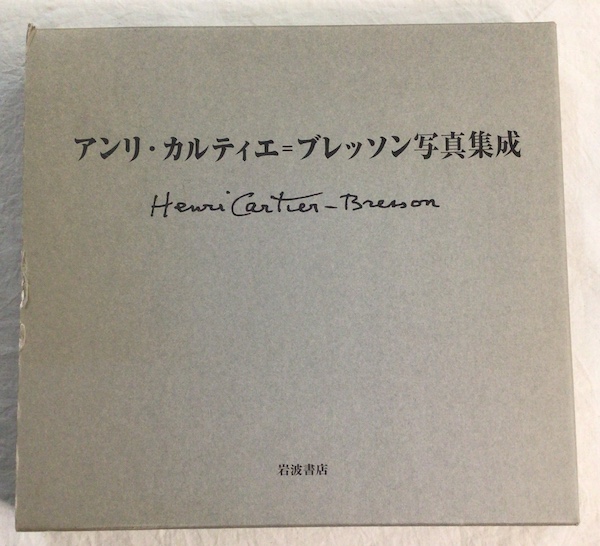 アンリ・カルティエ=ブレッソン写真集成
Henri Cartier-Bresson
岩波書店